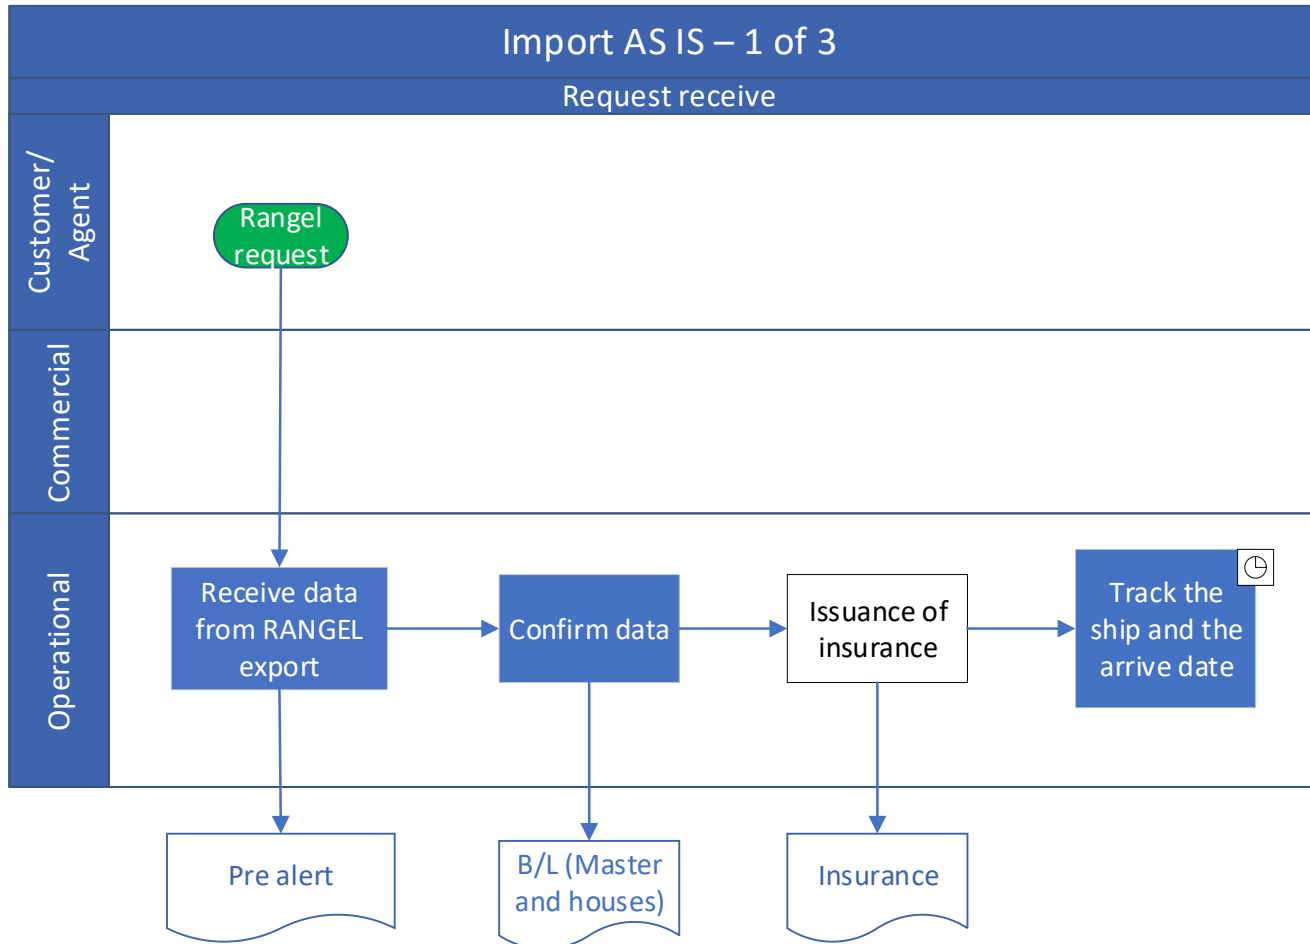 Import AS IS – 1 of 3
Request receive
Customer/
Agent
Rangel
request
Commercial
Operational
Receive data
from RANGEL
export
Confirm data
Issuance of
insurance
Track the
ship and the
arrive date
Pre alert
B/L (Master
and houses)
Insurance